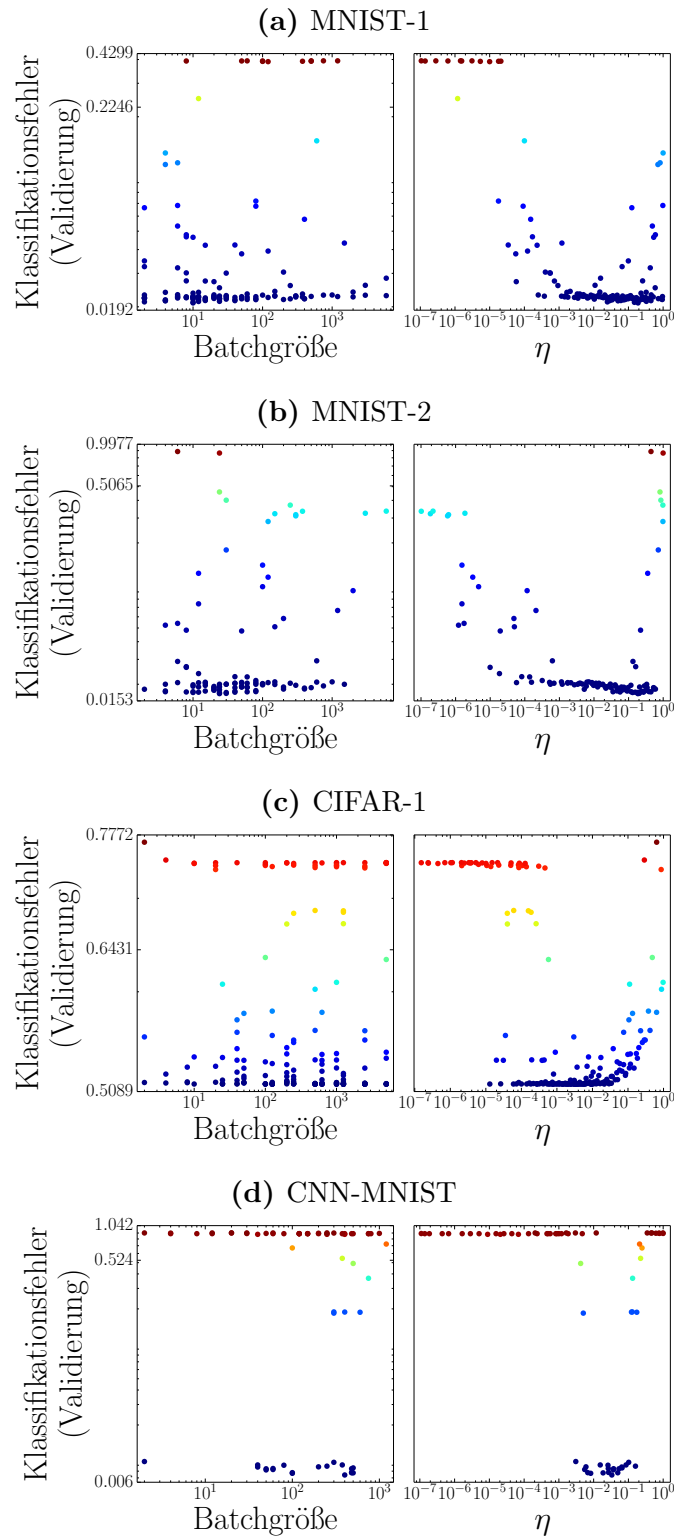 (a) MNIST-1
Klassifikationsfehler
(Validierung)
0.4299
0.2246
0.0192
10¹ 10² 10³
Batchgröße
10⁻⁷ 10⁻⁶ 10⁻⁵ 10⁻⁴ 10⁻³ 10⁻² 10⁻¹ 10⁰
η
(b) MNIST-2
Klassifikationsfehler
(Validierung)
0.9977
0.5065
0.0153
10¹ 10² 10³
Batchgröße
10⁻⁷ 10⁻⁶ 10⁻⁵ 10⁻⁴ 10⁻³ 10⁻² 10⁻¹ 10⁰
η
(c) CIFAR-1
Klassifikationsfehler
(Validierung)
0.7772
0.6431
0.5089
10¹ 10² 10³
Batchgröße
10⁻⁷ 10⁻⁶ 10⁻⁵ 10⁻⁴ 10⁻³ 10⁻² 10⁻¹ 10⁰
η
(d) CNN-MNIST
Klassifikationsfehler
(Validierung)
1.042
0.524
0.006
10¹ 10² 10³
Batchgröße
10⁻⁷ 10⁻⁶ 10⁻⁵ 10⁻⁴ 10⁻³ 10⁻² 10⁻¹ 10⁰
η